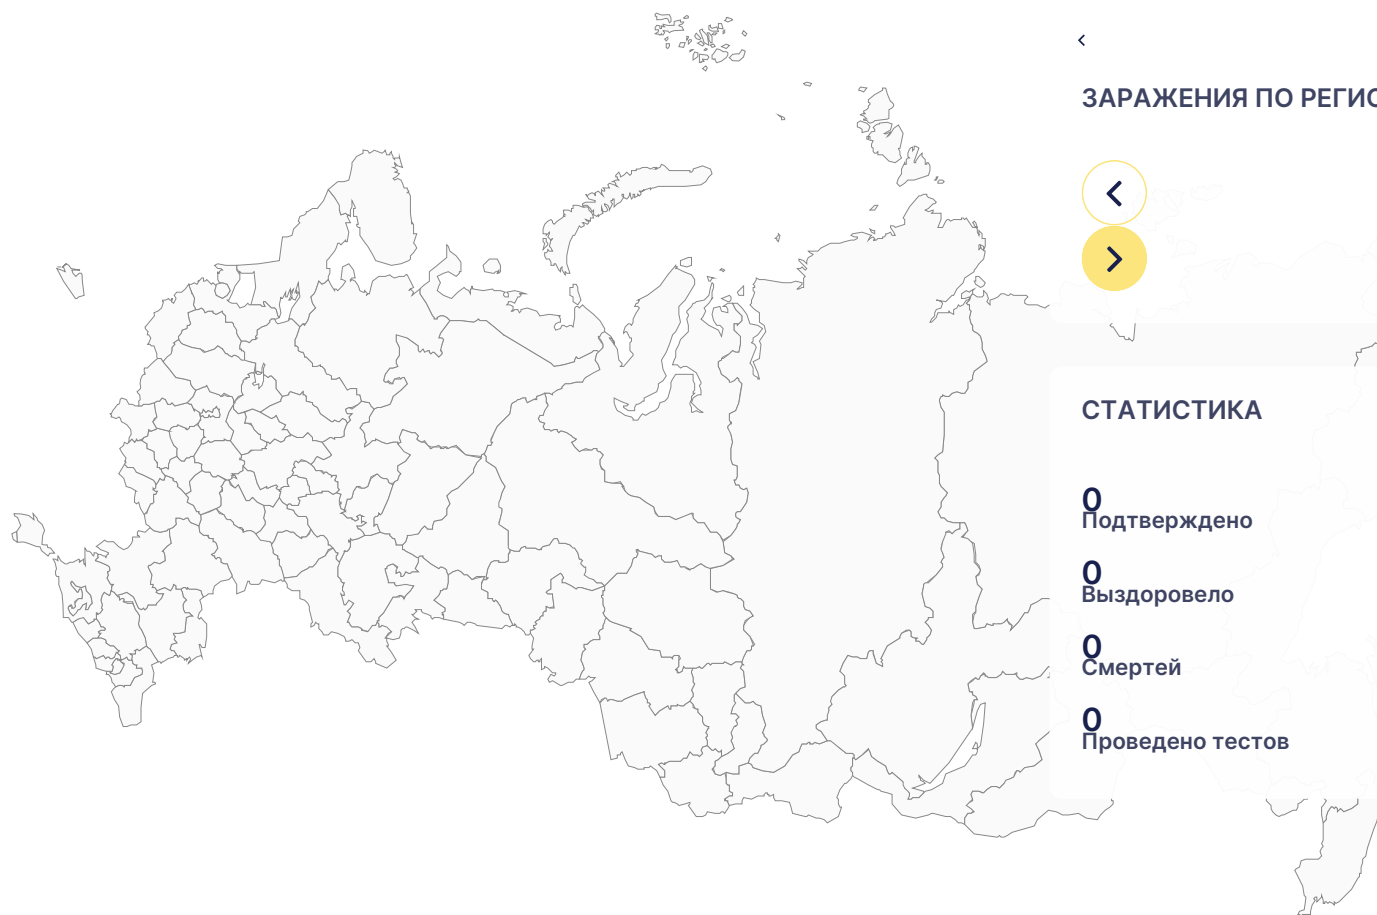 ЗАРАЖЕНИЯ ПО РЕГИО
СТАТИСТИКА
0
Подтверждено
0
Выздоровело
0
Смертей
0
Проведено тестов